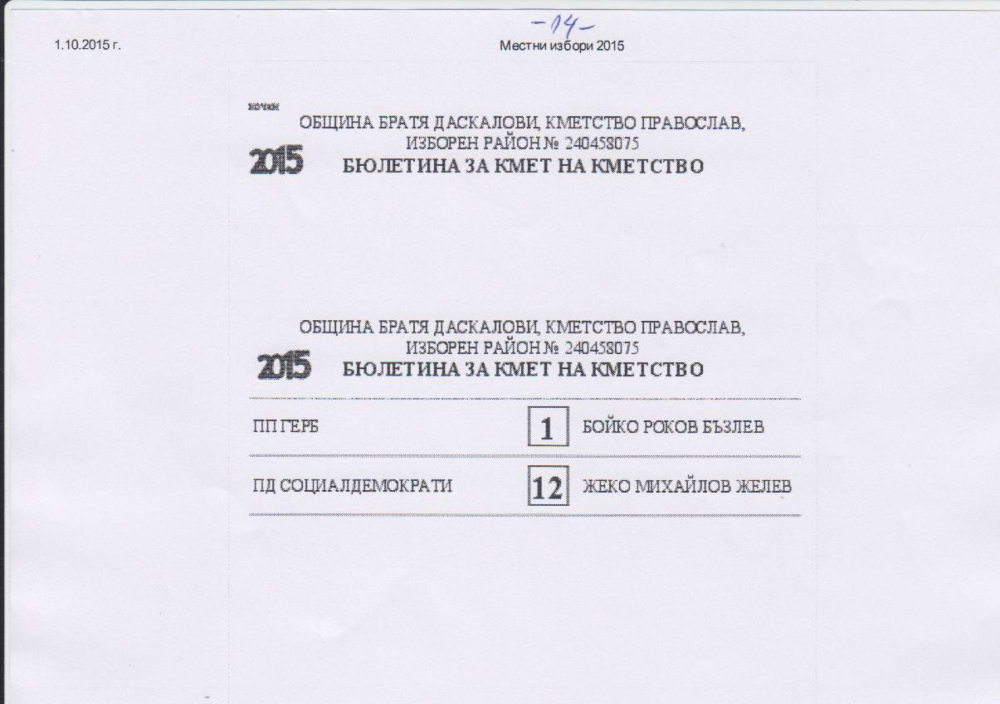 -14-
1.10.2015 г.
Местни избори 2015
кочан
ОБЩИНА БРАТЯ ДАСКАЛОВИ, КМЕТСТВО ПРАВОСЛАВ,
ИЗБОРЕН РАЙОН № 240458075
2015 БЮЛЕТИНА ЗА КМЕТ НА КМЕТСТВО
ОБЩИНА БРАТЯ ДАСКАЛОВИ, КМЕТСТВО ПРАВОСЛАВ,
ИЗБОРЕН РАЙОН № 240458075
2015 БЮЛЕТИНА ЗА КМЕТ НА КМЕТСТВО
ПП ГЕРБ 1 БОЙКО РОКОВ БЪЗЛЕВ
ПД СОЦИАЛДЕМОКРАТИ 12 ЖЕКО МИХАЙЛОВ ЖЕЛЕВ